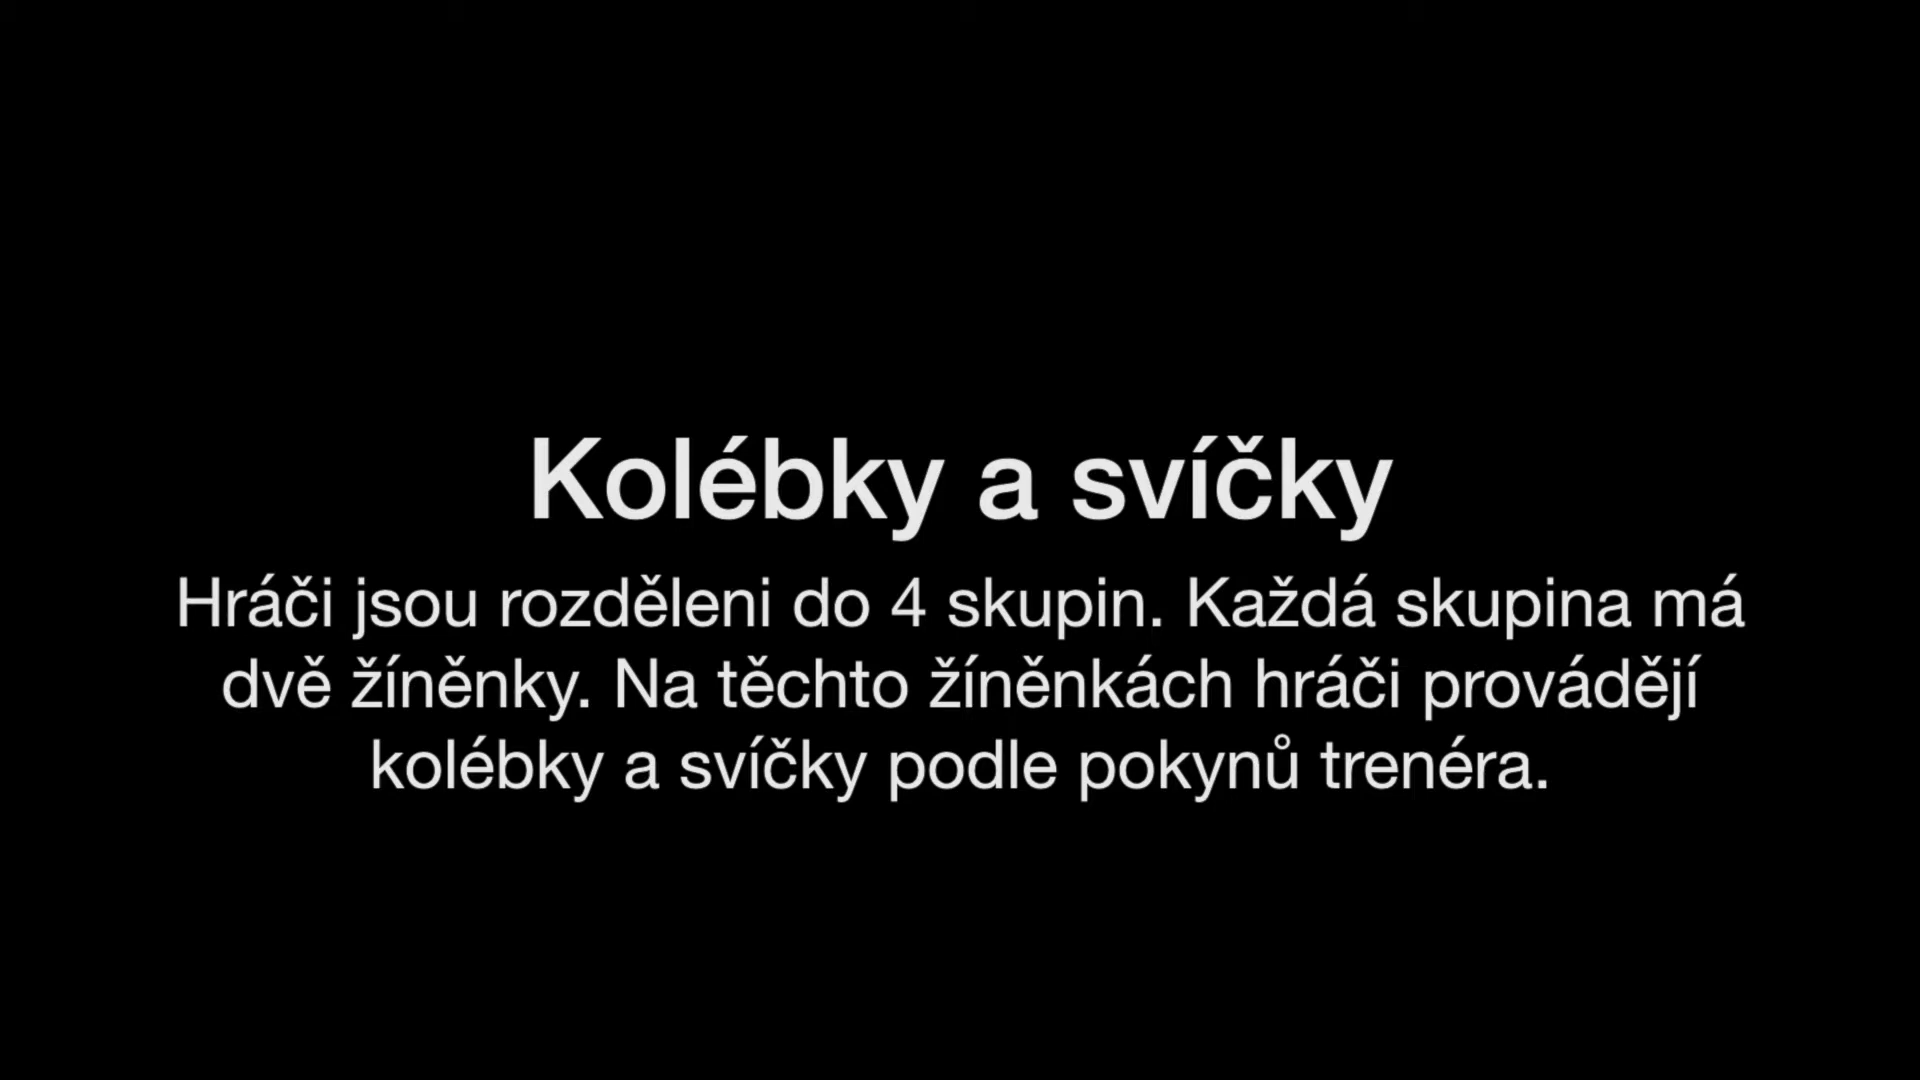 Kolébky a svíčky
Hráči jsou rozděleni do 4 skupin. Každá skupina má
dvě žíněnky. Na těchto žíněnkách hráči provádějí
kolébky a svíčky podle pokynů trenéra.